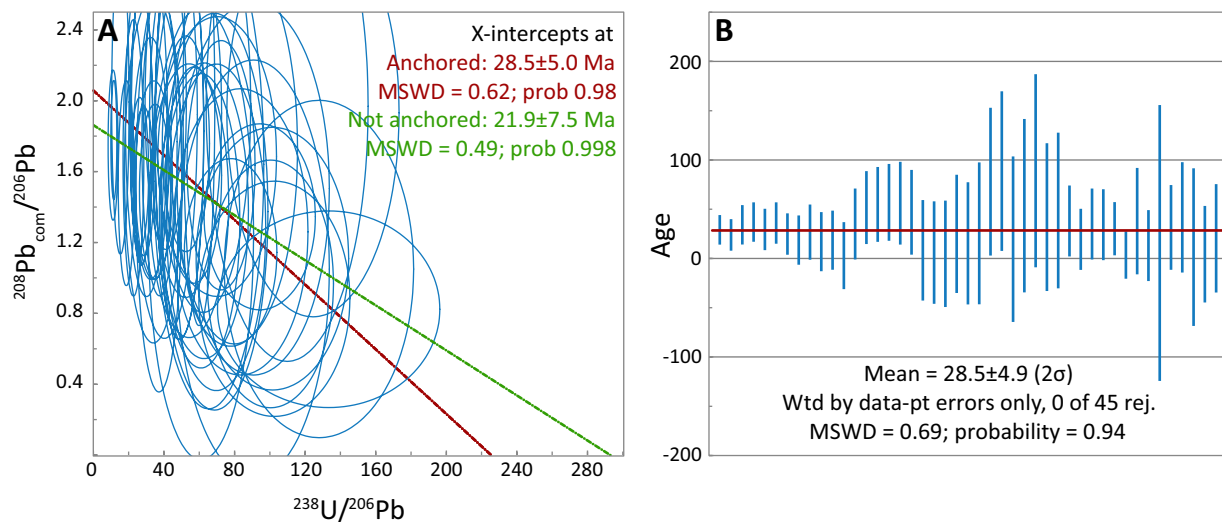 A
X-intercepts at
Anchored: 28.5±5.0 Ma
MSWD = 0.62; prob 0.98
Not anchored: 21.9±7.5 Ma
MSWD = 0.49; prob 0.998
2.4
2.0
1.6
1.2
0.8
0.4
²⁰⁸Pb_com/²⁰⁶Pb
0 40 80 120 160 200 240 280
²³⁸U/²⁰⁶Pb
B
200
100
0
-100
-200
Age
Mean = 28.5±4.9 (2σ)
Wtd by data-pt errors only, 0 of 45 rej.
MSWD = 0.69; probability = 0.94